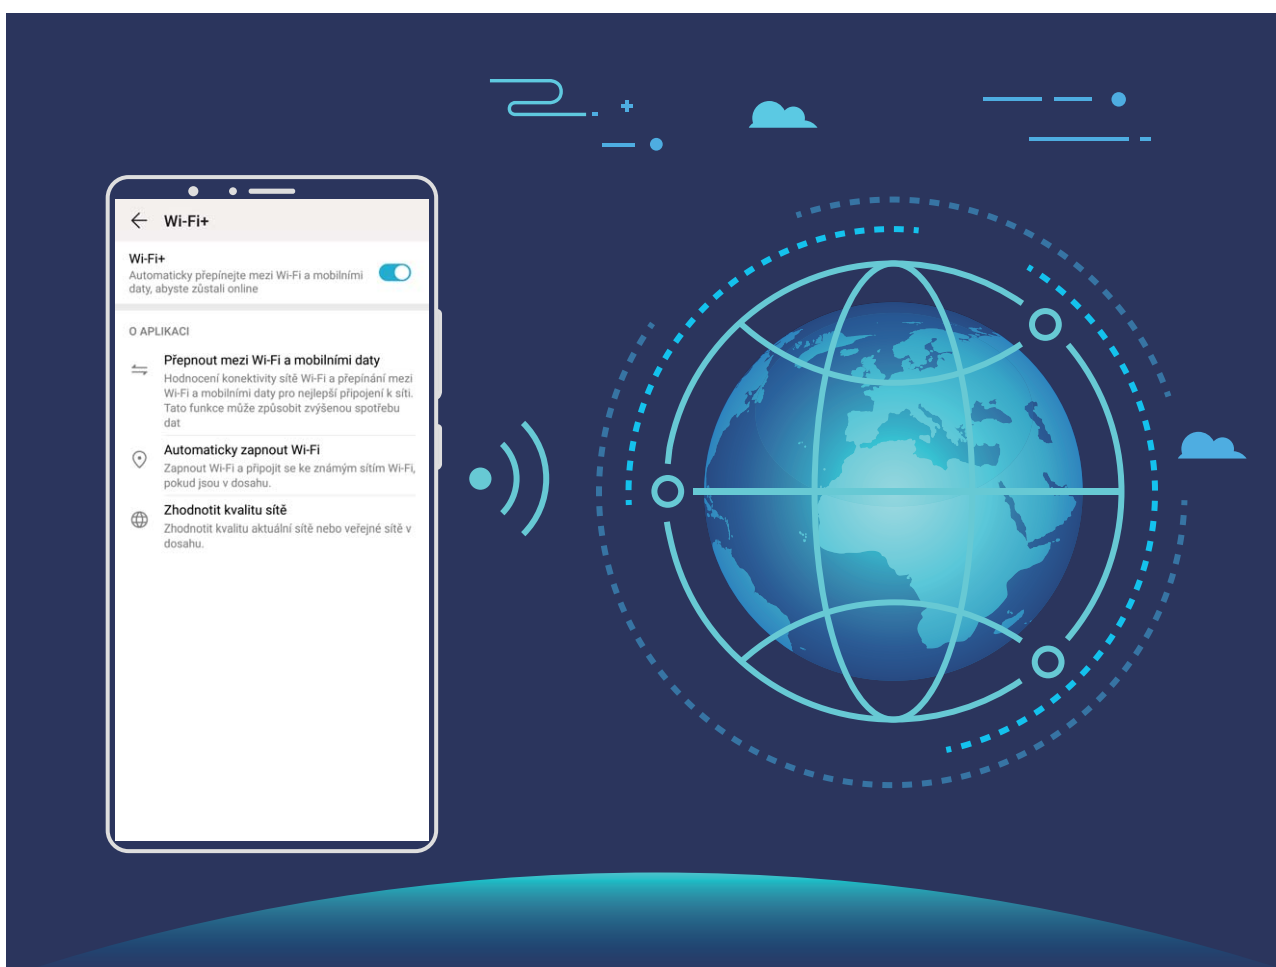 Wi-Fi+
Wi-Fi+
Automaticky přepínejte mezi Wi-Fi a mobilními
daty, abyste zůstali online
O APLIKACI
Přepnout mezi Wi-Fi a mobilními daty
Hodnocení konektivity sítě Wi-Fi a přepínání mezi
Wi-Fi a mobilními daty pro nejlepší připojení k síti.
Tato funkce může způsobit zvýšenou spotřebu
dat
Automaticky zapnout Wi-Fi
Zapnout Wi-Fi a připojit se ke známým sítím Wi-Fi,
pokud jsou v dosahu.
Zhodnotit kvalitu sítě
Zhodnotit kvalitu aktuální sítě nebo veřejné sítě v
dosahu.